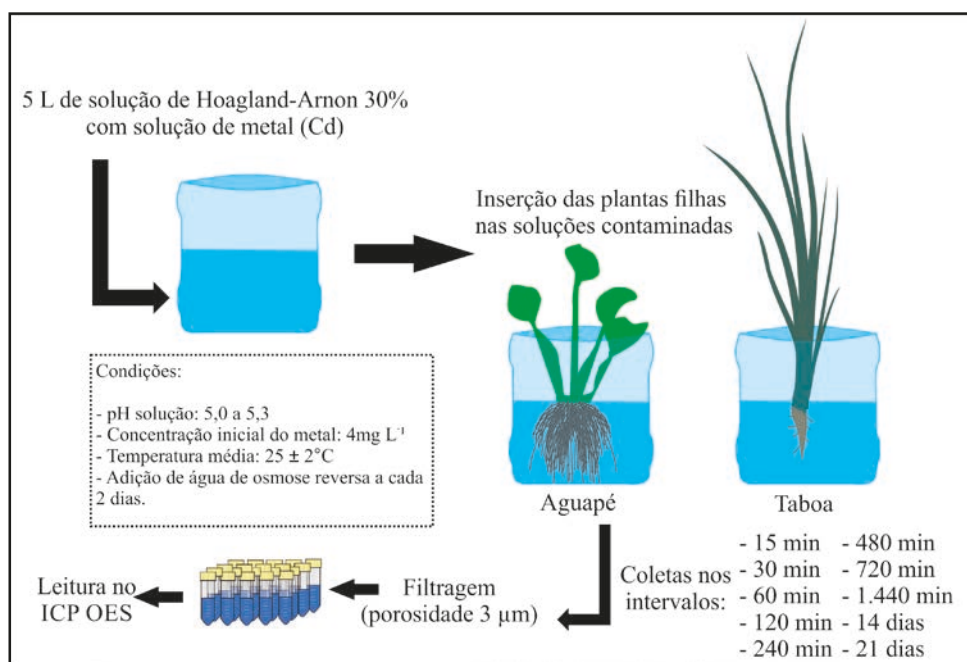 5 L de solução de Hoagland-Arnon 30%
com solução de metal (Cd)
Inserção das plantas filhas
nas soluções contaminadas
Condições:
- pH solução: 5,0 a 5,3
- Concentração inicial do metal: 4mg L⁻¹
- Temperatura média: 25 ± 2°C
- Adição de água de osmose reversa a cada
2 dias.
Aguapé
Taboa
Coletas nos
intervalos:
- 15 min - 480 min
- 30 min - 720 min
- 60 min - 1.440 min
- 120 min - 14 dias
- 240 min - 21 dias
Filtragem
(porosidade 3 µm)
Leitura no
ICP OES